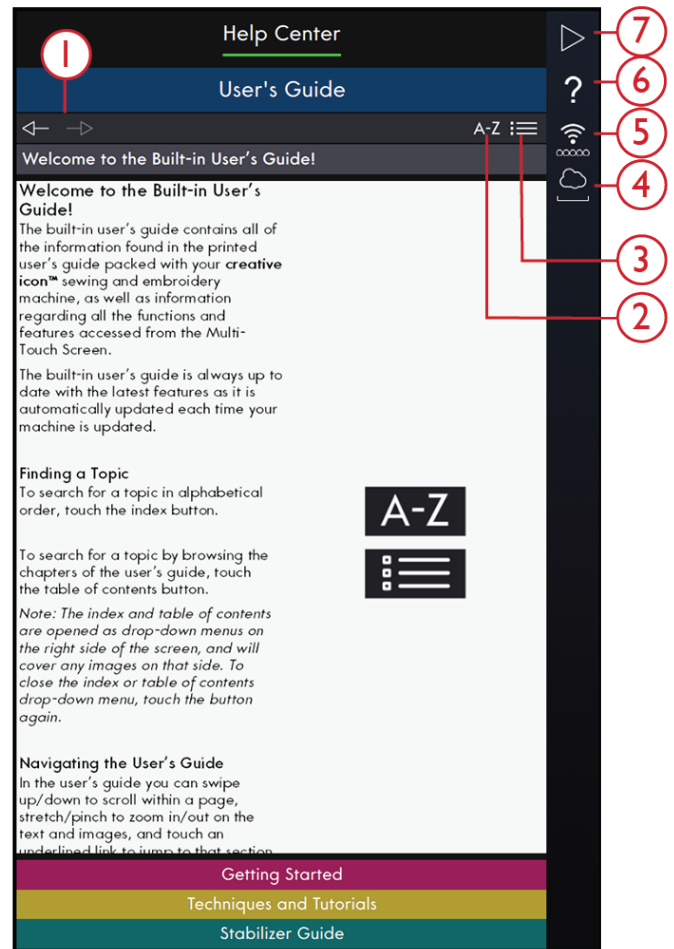 Help Center
1
7
User's Guide
6
?
A-Z
5
Welcome to the Built-in User's Guide!
4
3
2
Welcome to the Built-in User's
Guide!
The built-in user's guide contains all of
the information found in the printed
user's guide packed with your creative
icon™ sewing and embroidery
machine, as well as information
regarding all the functions and
features accessed from the Multi-
Touch Screen.
The built-in user's guide is always up to
date with the latest features as it is
automatically updated each time your
machine is updated.
Finding a Topic
To search for a topic in alphabetical
order, touch the index button.
A-Z
To search for a topic by browsing the
chapters of the user's guide, touch
the table of contents button.
Note: The index and table of contents
are opened as drop-down menus on
the right side of the screen, and will
cover any images on that side. To
close the index or table of contents
drop-down menu, touch the button
again.
Navigating the User's Guide
In the user's guide you can swipe
up/down to scroll within a page,
stretch/pinch to zoom in/out on the
text and images, and touch an
underlined link to jump to that section
Getting Started
Techniques and Tutorials
Stabilizer Guide